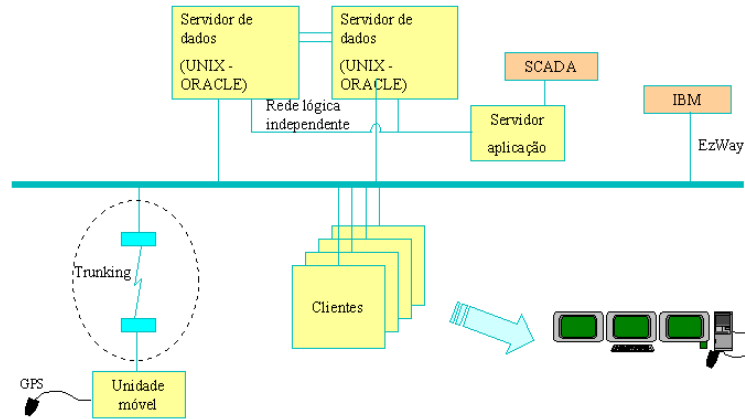 Servidor de
dados
(UNIX -
ORACLE)
Servidor de
dados
(UNIX -
ORACLE)
SCADA
IBM
Rede lógica
independente
Servidor
aplicação
EzWay
Trunking
Clientes
GPS
Unidade
móvel